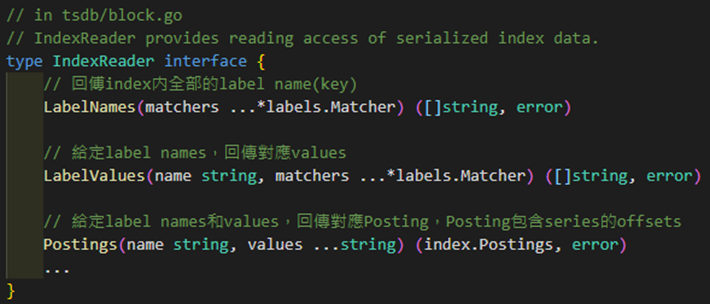 // in tsdb/block.go
// IndexReader provides reading access of serialized index data.
type IndexReader interface {
// 回傳index内全部的label name(key)
LabelNames(matchers ...*labels.Matcher) ([]string, error)
// 給定label names，回傳對應values
LabelValues(name string, matchers ...*labels.Matcher) ([]string, error)
// 給定label names和values，回傳對應Posting，Posting包含series的offsets
Postings(name string, values ...string) (index.Postings, error)
...
}